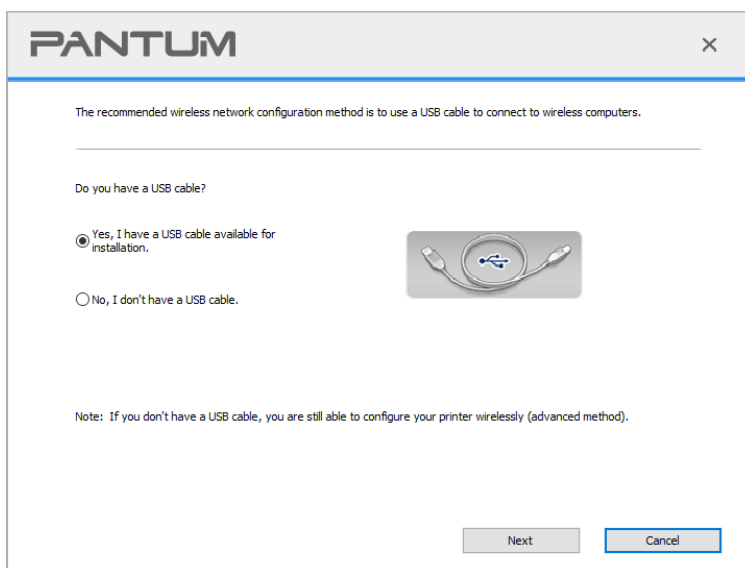 PANTUM
The recommended wireless network configuration method is to use a USB cable to connect to wireless computers.
Do you have a USB cable?
Yes, I have a USB cable available for
installation.
No, I don't have a USB cable.
Note: If you don't have a USB cable, you are still able to configure your printer wirelessly (advanced method).
Next
Cancel